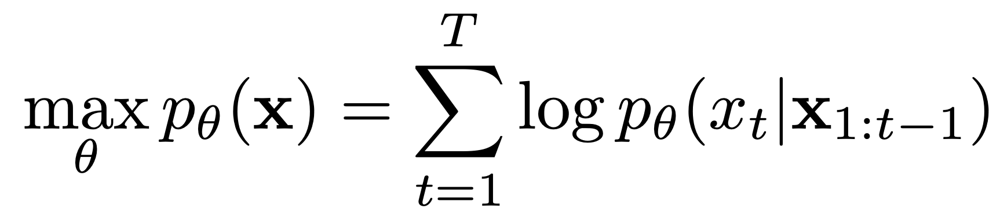 max_θ p_θ(𝐱) = ∑_{t=1}^{T} log p_θ(x_t|𝐱_{1:t−1})